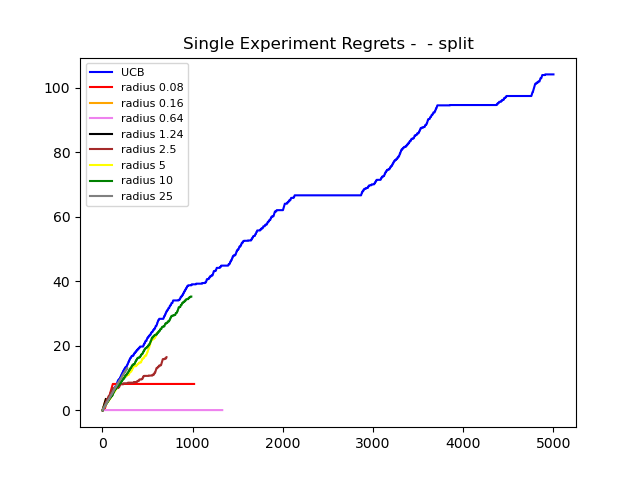 Single Experiment Regrets -  - split
UCB
radius 0.08
radius 0.16
radius 0.64
radius 1.24
radius 2.5
radius 5
radius 10
radius 25
100
80
60
40
20
0
0 1000 2000 3000 4000 5000